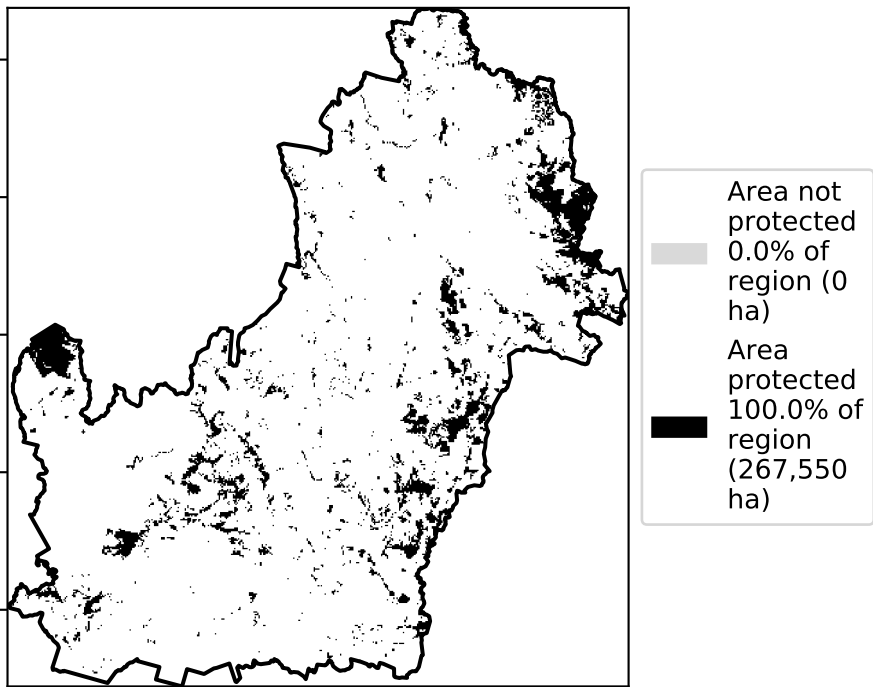 Area not
protected
0.0% of
region (0
ha)
Area
protected
100.0% of
region
(267,550
ha)